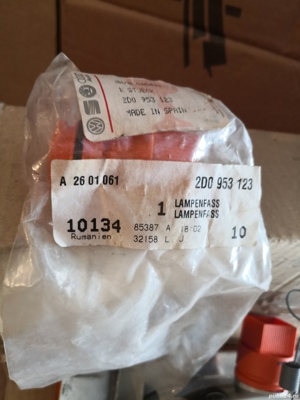 2D0 953 123
MADE IN SPAIN
A 26 01 061
2D0 953 123
1
LAMPENFASS
LAMPENFASS
10134
Rumanien
85387 A 18-02
32158 L J
10